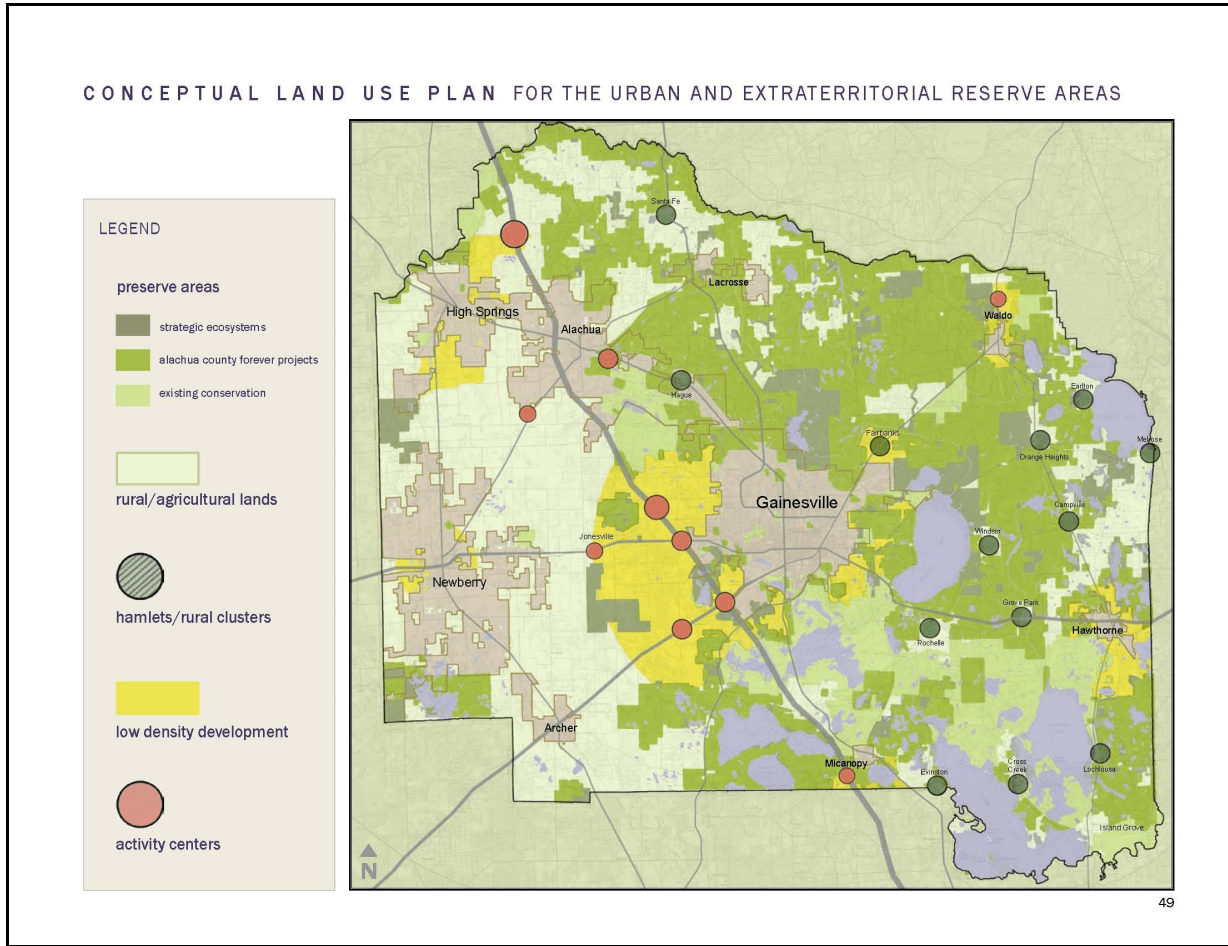 CONCEPTUAL LAND USE PLAN FOR THE URBAN AND EXTRATERRITORIAL RESERVE AREAS
LEGEND
preserve areas
strategic ecosystems
alachua county forever projects
existing conservation
rural/agricultural lands
hamlets/rural clusters
low density development
activity centers
Santa Fe
Lacrosse
High Springs
Alachua
Waldo
Hague
Earlton
Fairbanks
Orange Heights
Melrose
Gainesville
Campville
Jonesville
Windsor
Newberry
Grove Park
Rochelle
Hawthorne
Archer
Micanopy
Evinston
Cross
Creek
Lochloosa
Island Grove
N
49